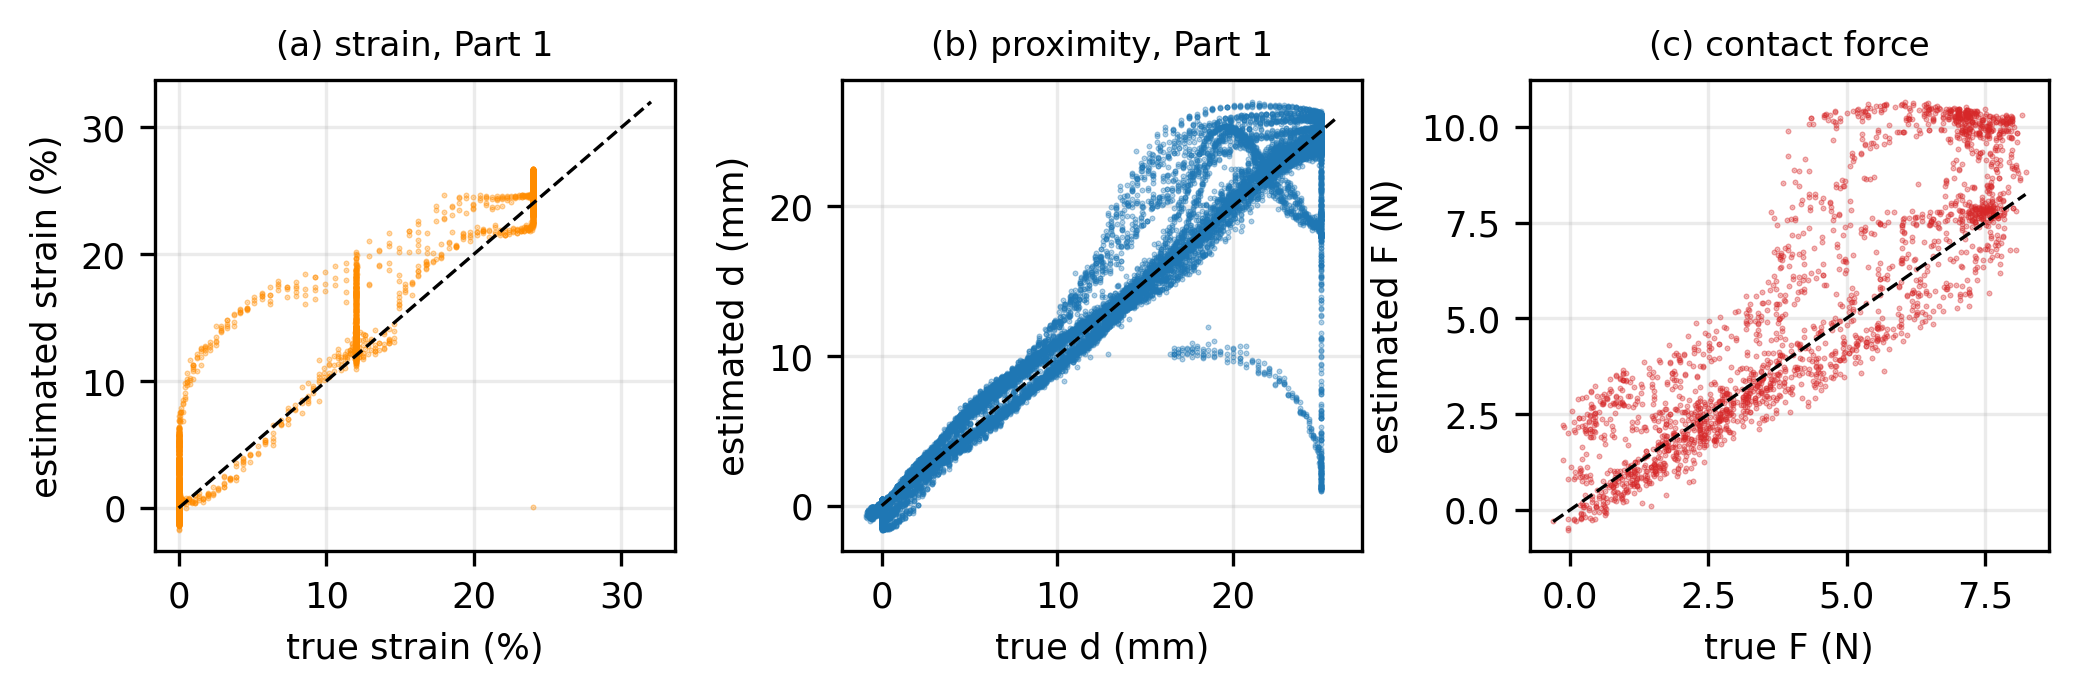 (a) strain, Part 1
estimated strain (%)
30
20
10
0
0 10 20 30
true strain (%)
(b) proximity, Part 1
estimated d (mm)
20
10
0
0 10 20
true d (mm)
(c) contact force
estimated F (N)
10.0
7.5
5.0
2.5
0.0
0.0 2.5 5.0 7.5
true F (N)